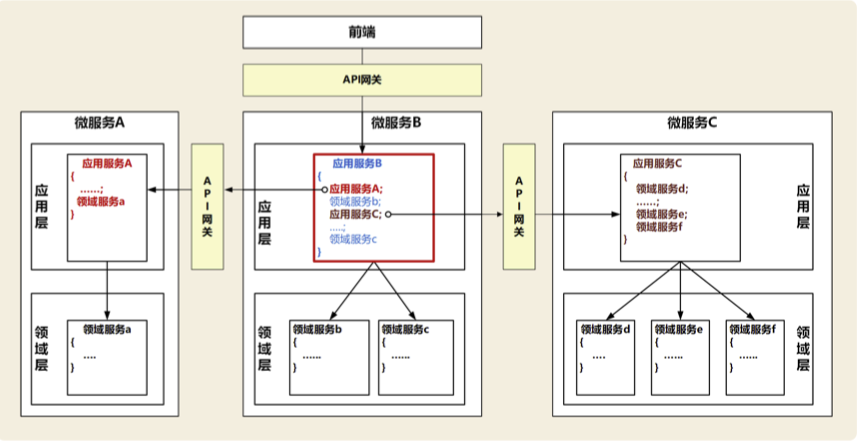 前端
API网关
微服务A
应用层
应用服务A
{
......;
领域服务a
}
领域层
领域服务a
{
....
}
API网关
微服务B
应用层
应用服务B
{
应用服务A;
领域服务b;
应用服务C;
....;
领域服务c
}
领域层
领域服务b
{
......
}
领域服务c
{
......
}
API网关
微服务C
应用服务C
{
领域服务d;
......;
领域服务e;
领域服务f
}
应用层
领域服务d
{
....
}
领域服务e
{
......
}
领域服务f
{
......
}
领域层